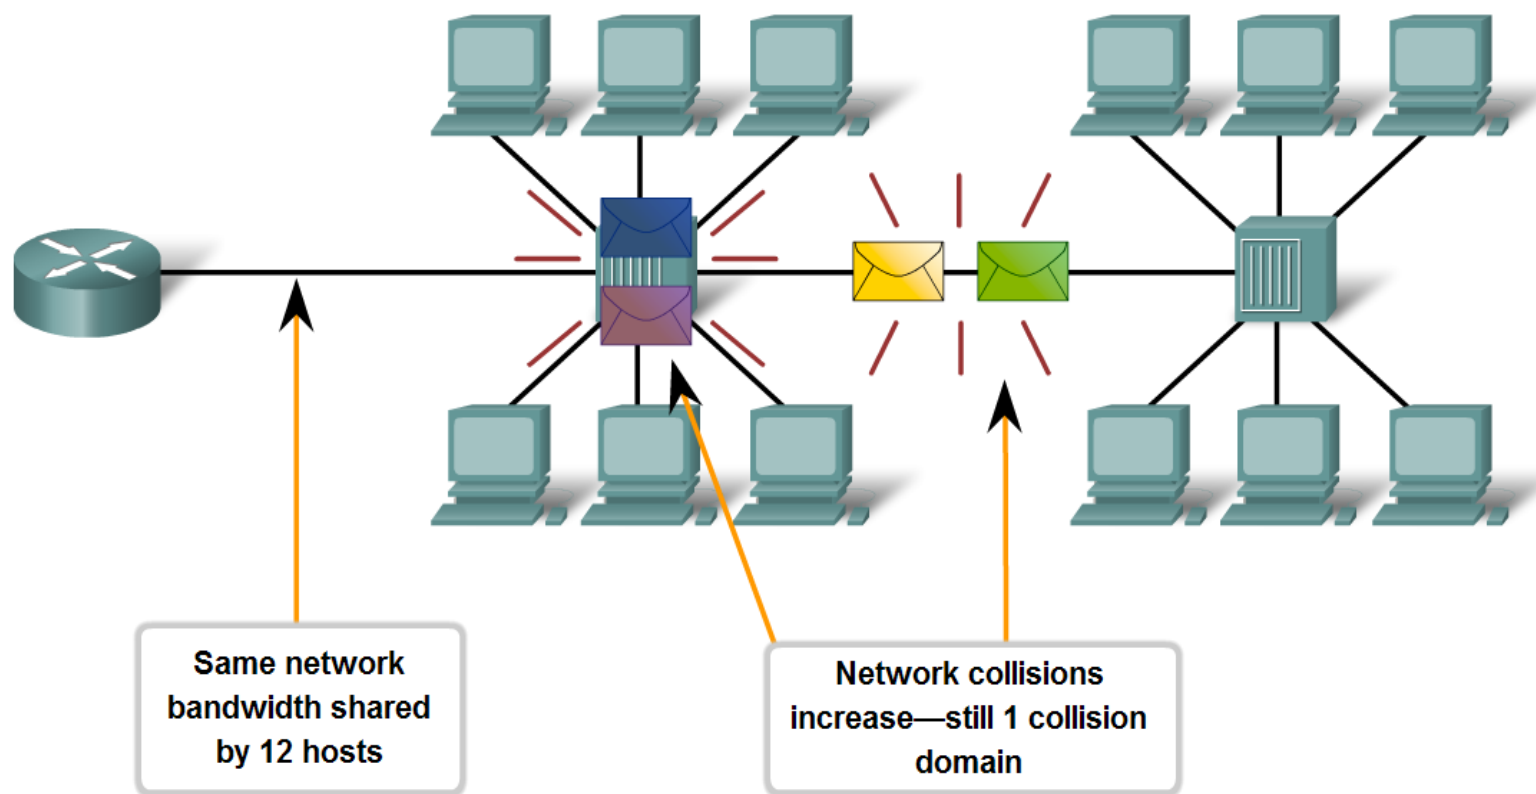 Same network
bandwidth shared
by 12 hosts
Network collisions
increase—still 1 collision
domain